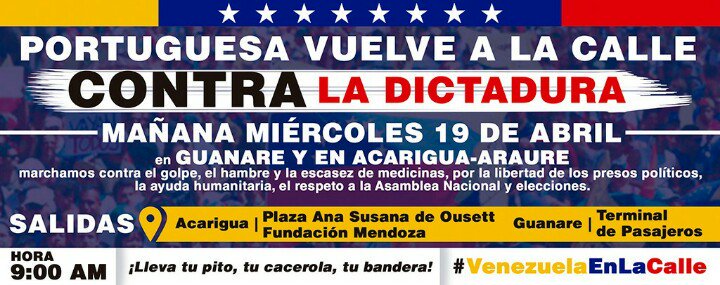 PORTUGUESA VUELVE A LA CALLE
CONTRA LA DICTADURA
MAÑANA MIÉRCOLES 19 DE ABRIL
en GUANARE Y EN ACARIGUA-ARAURE
marchamos contra el golpe, el hambre y la escasez de medicinas, por la libertad de los presos políticos,
la ayuda humanitaria, el respeto a la Asamblea Nacional y elecciones.
SALIDAS
Acarigua | Plaza Ana Susana de Ousett
Fundación Mendoza
Guanare | Terminal
de Pasajeros
HORA
9:00 AM
¡Lleva tu pito, tu cacerola, tu bandera!
#VenezuelaEnLaCalle